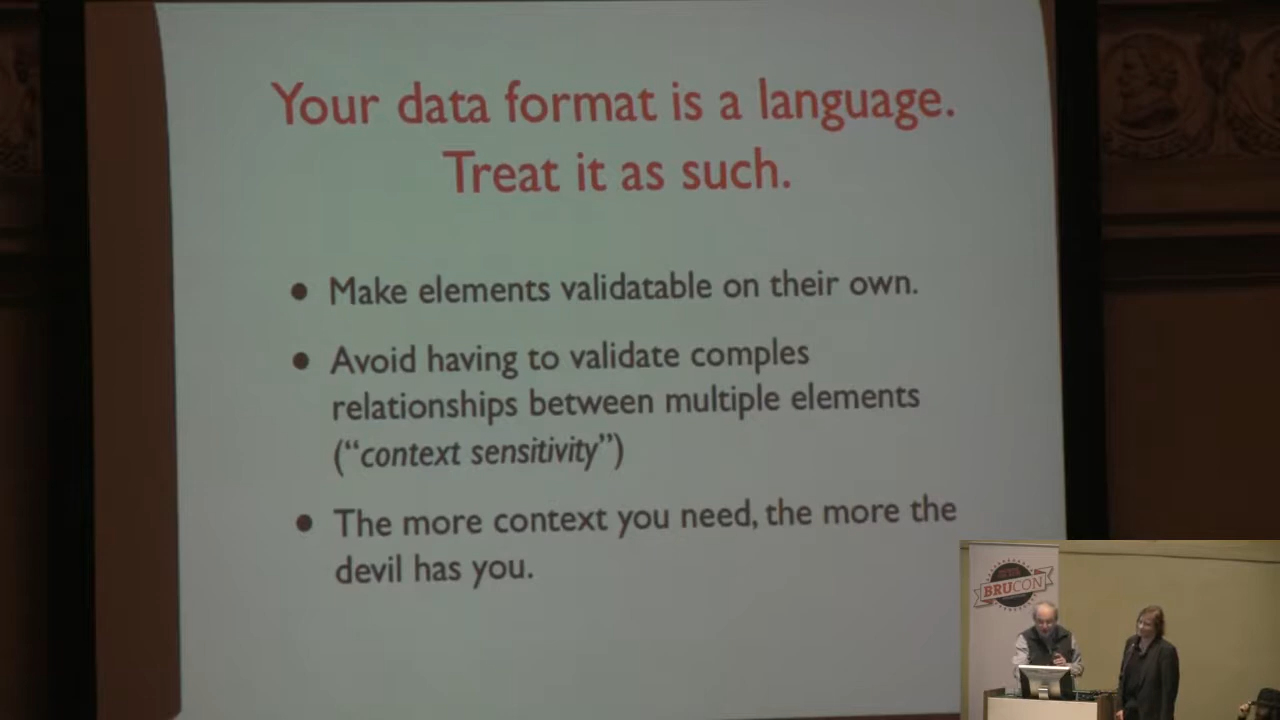 Your data format is a language.
Treat it as such.
• Make elements validatable on their own.
• Avoid having to validate comples
relationships between multiple elements
(“context sensitivity”)
• The more context you need, the more the
devil has you.
BRUCON